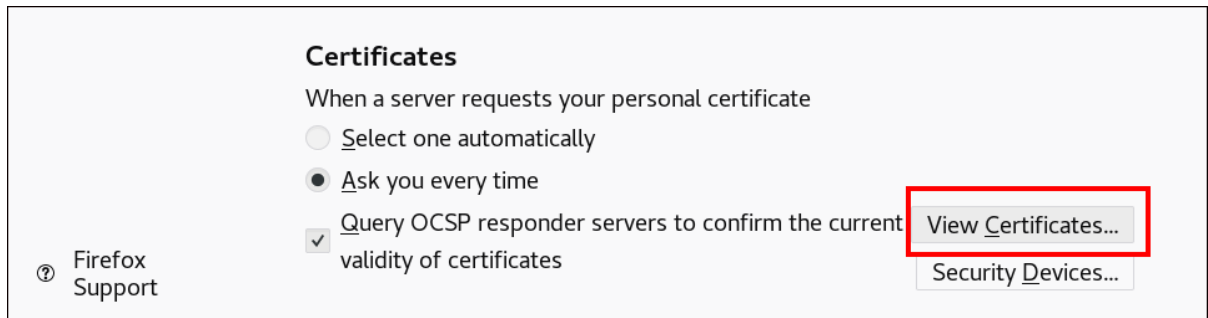 Certificates
When a server requests your personal certificate
Select one automatically
Ask you every time
Query OCSP responder servers to confirm the current
validity of certificates
View Certificates...
Security Devices...
Firefox
Support